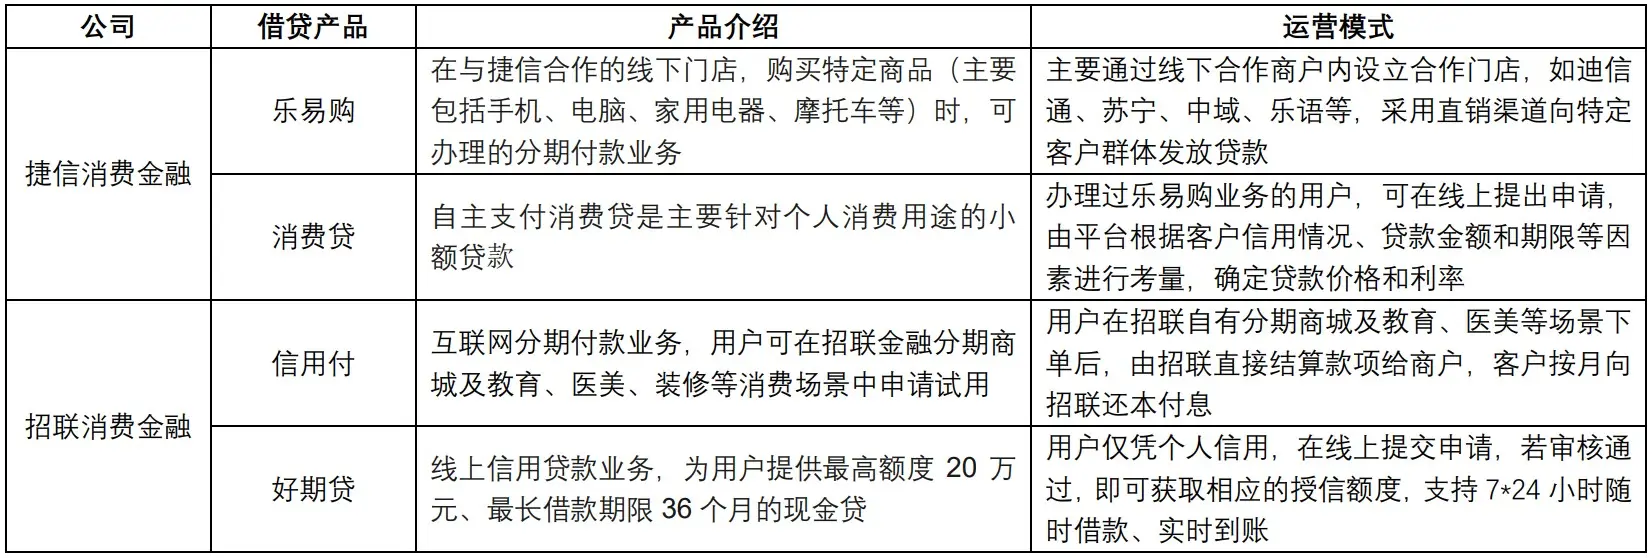 公司 借贷产品 产品介绍 运营模式
捷信消费金融
乐易购
在与捷信合作的线下门店，购买特定商品（主要
包括手机、电脑、家用电器、摩托车等）时，可
办理的分期付款业务
主要通过线下合作商户内设立合作门店，如迪信
通、苏宁、中域、乐语等，采用直销渠道向特定
客户群体发放贷款
消费贷
自主支付消费贷是主要针对个人消费用途的小
额贷款
办理过乐易购业务的用户，可在线上提出申请，
由平台根据客户信用情况、贷款金额和期限等因
素进行考量，确定贷款价格和利率
招联消费金融
信用付
互联网分期付款业务，用户可在招联金融分期商
城及教育、医美、装修等消费场景中申请试用
用户在招联自有分期商城及教育、医美等场景下
单后，由招联直接结算款项给商户，客户按月向
招联还本付息
好期贷
线上信用贷款业务，为用户提供最高额度 20 万
元、最长借款期限 36 个月的现金贷
用户仅凭个人信用，在线上提交申请，若审核通
过，即可获取相应的授信额度，支持 7*24 小时随
时借款、实时到账